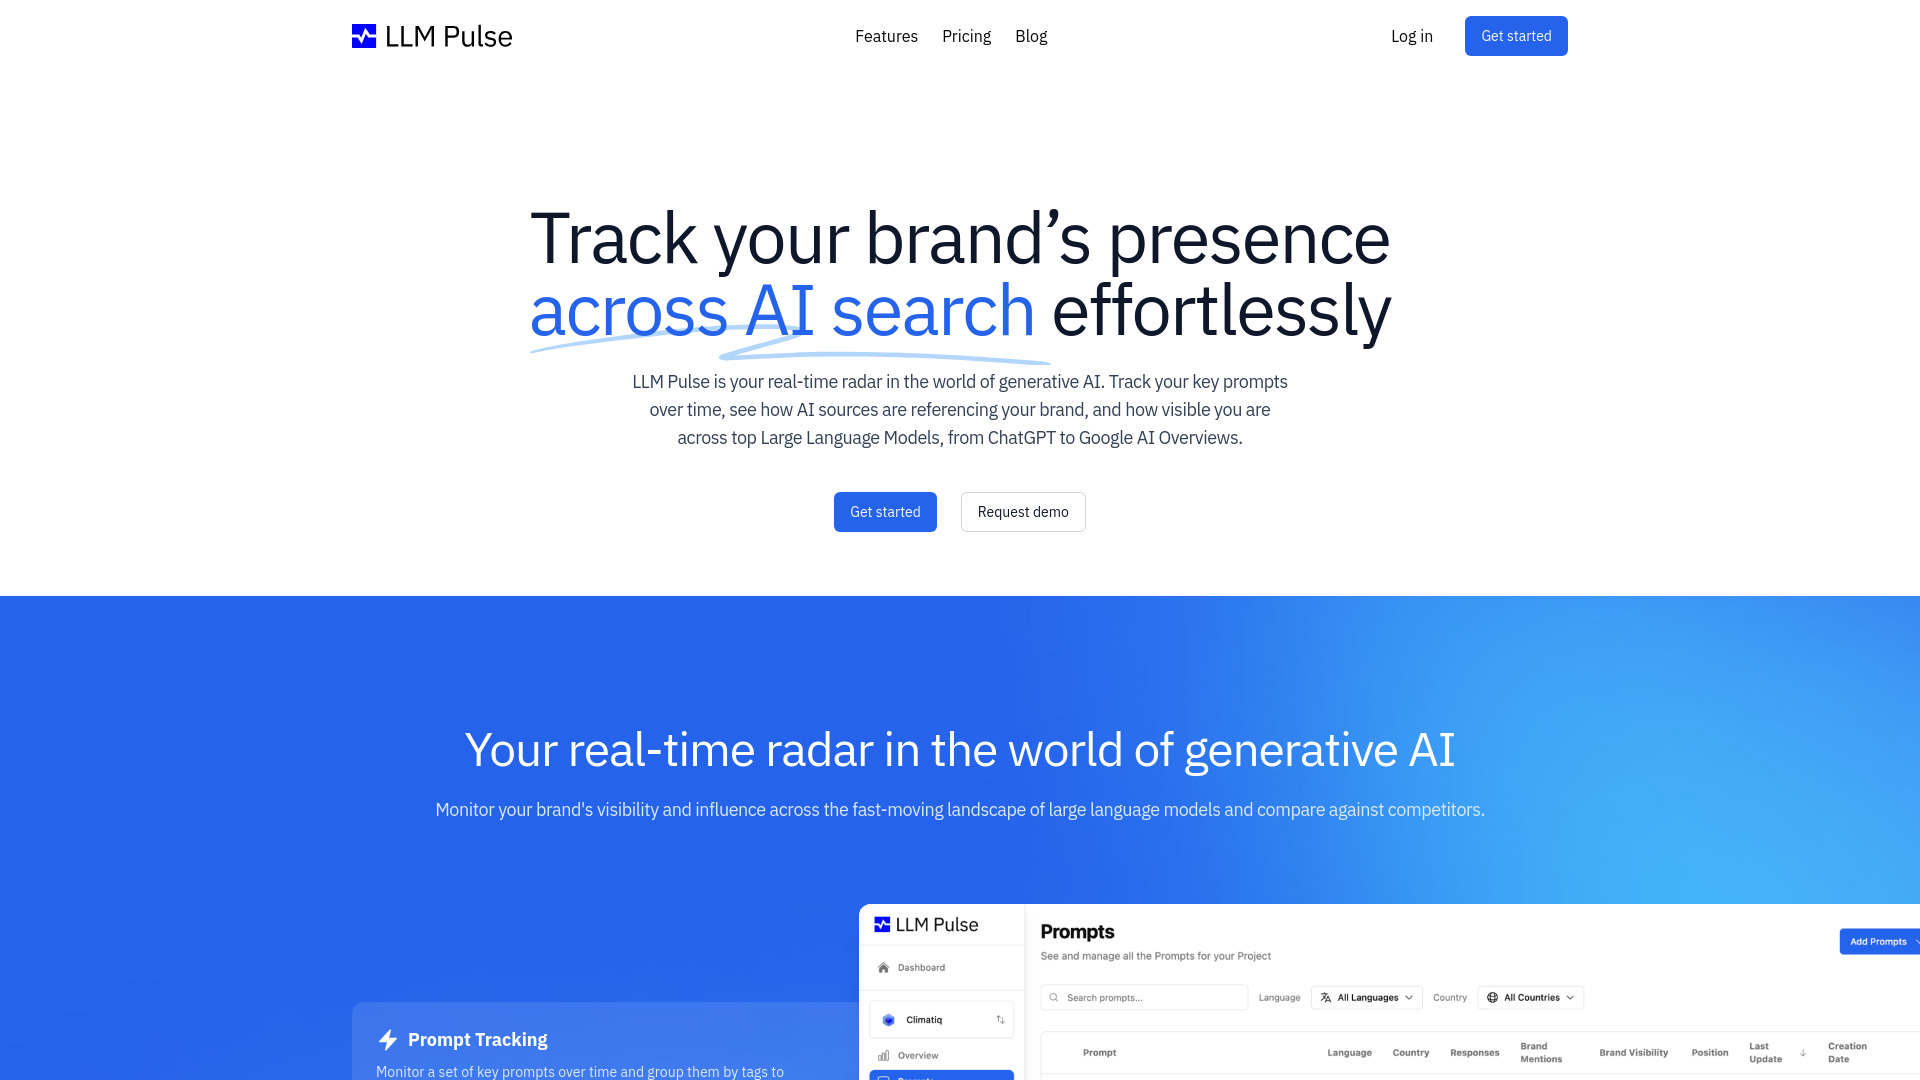 LLM Pulse
Features
Pricing
Blog
Log in
Get started
Track your brand’s presence
across AI search effortlessly
LLM Pulse is your real-time radar in the world of generative AI. Track your key prompts
over time, see how AI sources are referencing your brand, and how visible you are
across top Large Language Models, from ChatGPT to Google AI Overviews.
Get started
Request demo
Your real-time radar in the world of generative AI
Monitor your brand's visibility and influence across the fast-moving landscape of large language models and compare against competitors.
Prompt Tracking
Monitor a set of key prompts over time and group them by tags to
LLM Pulse
Dashboard
Climatiq
Overview
Prompts
See and manage all the Prompts for your Project
Add Prompts
Search prompts...
Language
All Languages
Country
All Countries
Prompt
Language
Country
Responses
Brand
Mentions
Brand Visibility
Position
Last
Update
Creation
Date